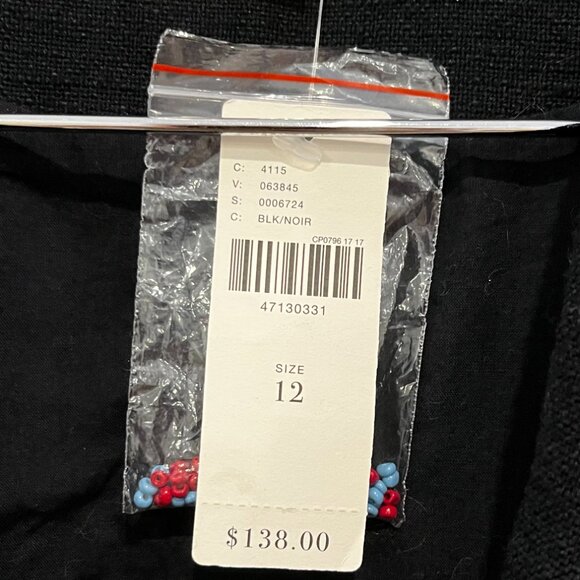 C: 4115
V: 063845
S: 0006724
C: BLK/NOIR
CP0796 17 17
47130331
SIZE
12
$138.00